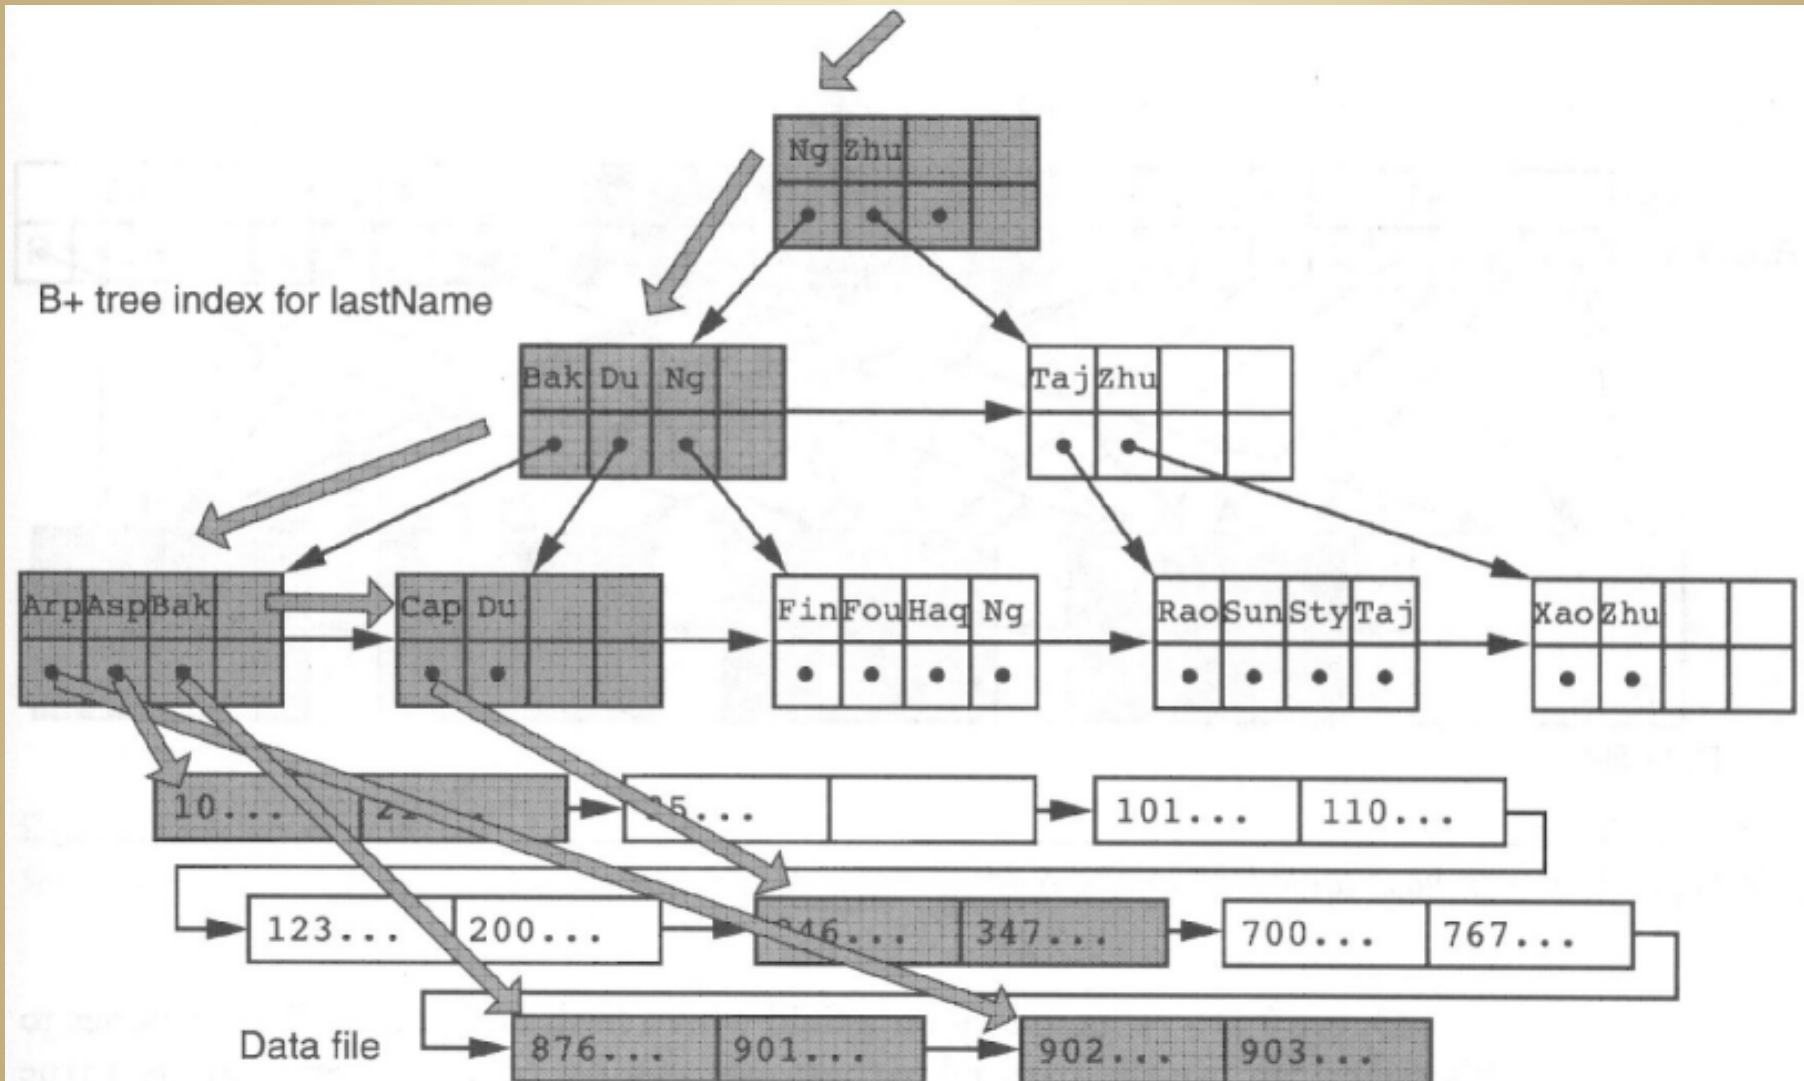 Ng Zhu
B+ tree index for lastName
Bak Du Ng
Taj Zhu
Arp Asp Bak
Cap Du
Fin Fou Haq Ng
Rao Sun Sty Taj
Xao Zhu
10...
101... 110...
123... 200...
347...
700... 767...
Data file
876... 901...
902... 903...